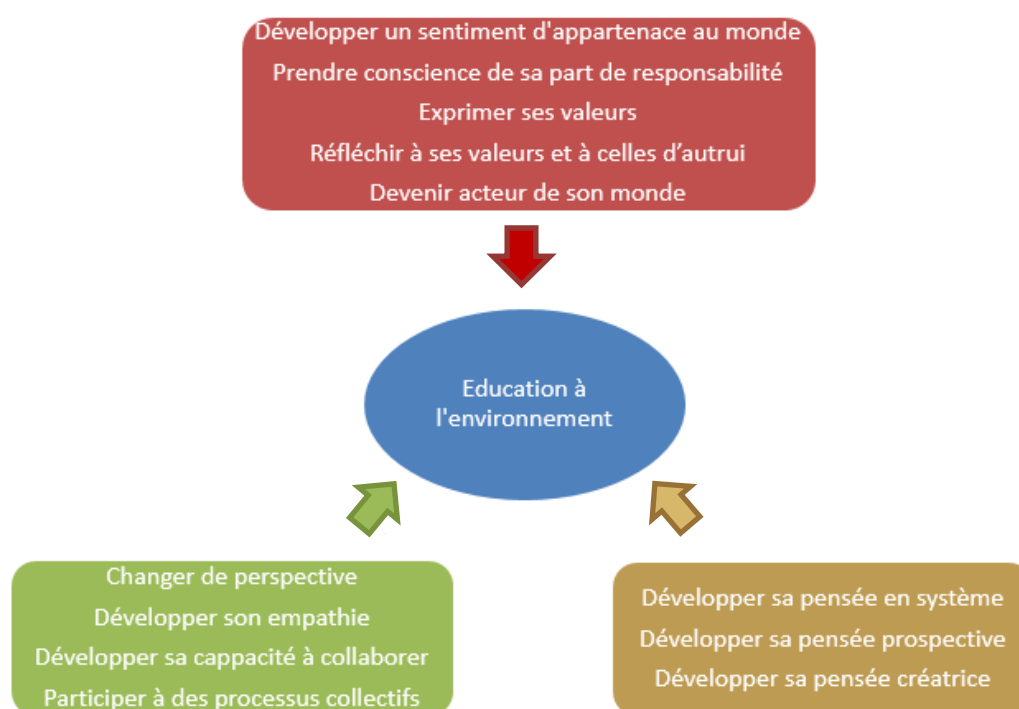 Développer un sentiment d'appartenace au monde
Prendre conscience de sa part de responsabilité
Exprimer ses valeurs
Réfléchir à ses valeurs et à celles d’autrui
Devenir acteur de son monde
Education à
l'environnement
Changer de perspective
Développer son empathie
Développer sa cappacité à collaborer
Participer à des processus collectifs
Développer sa pensée en système
Développer sa pensée prospective
Développer sa pensée créatrice